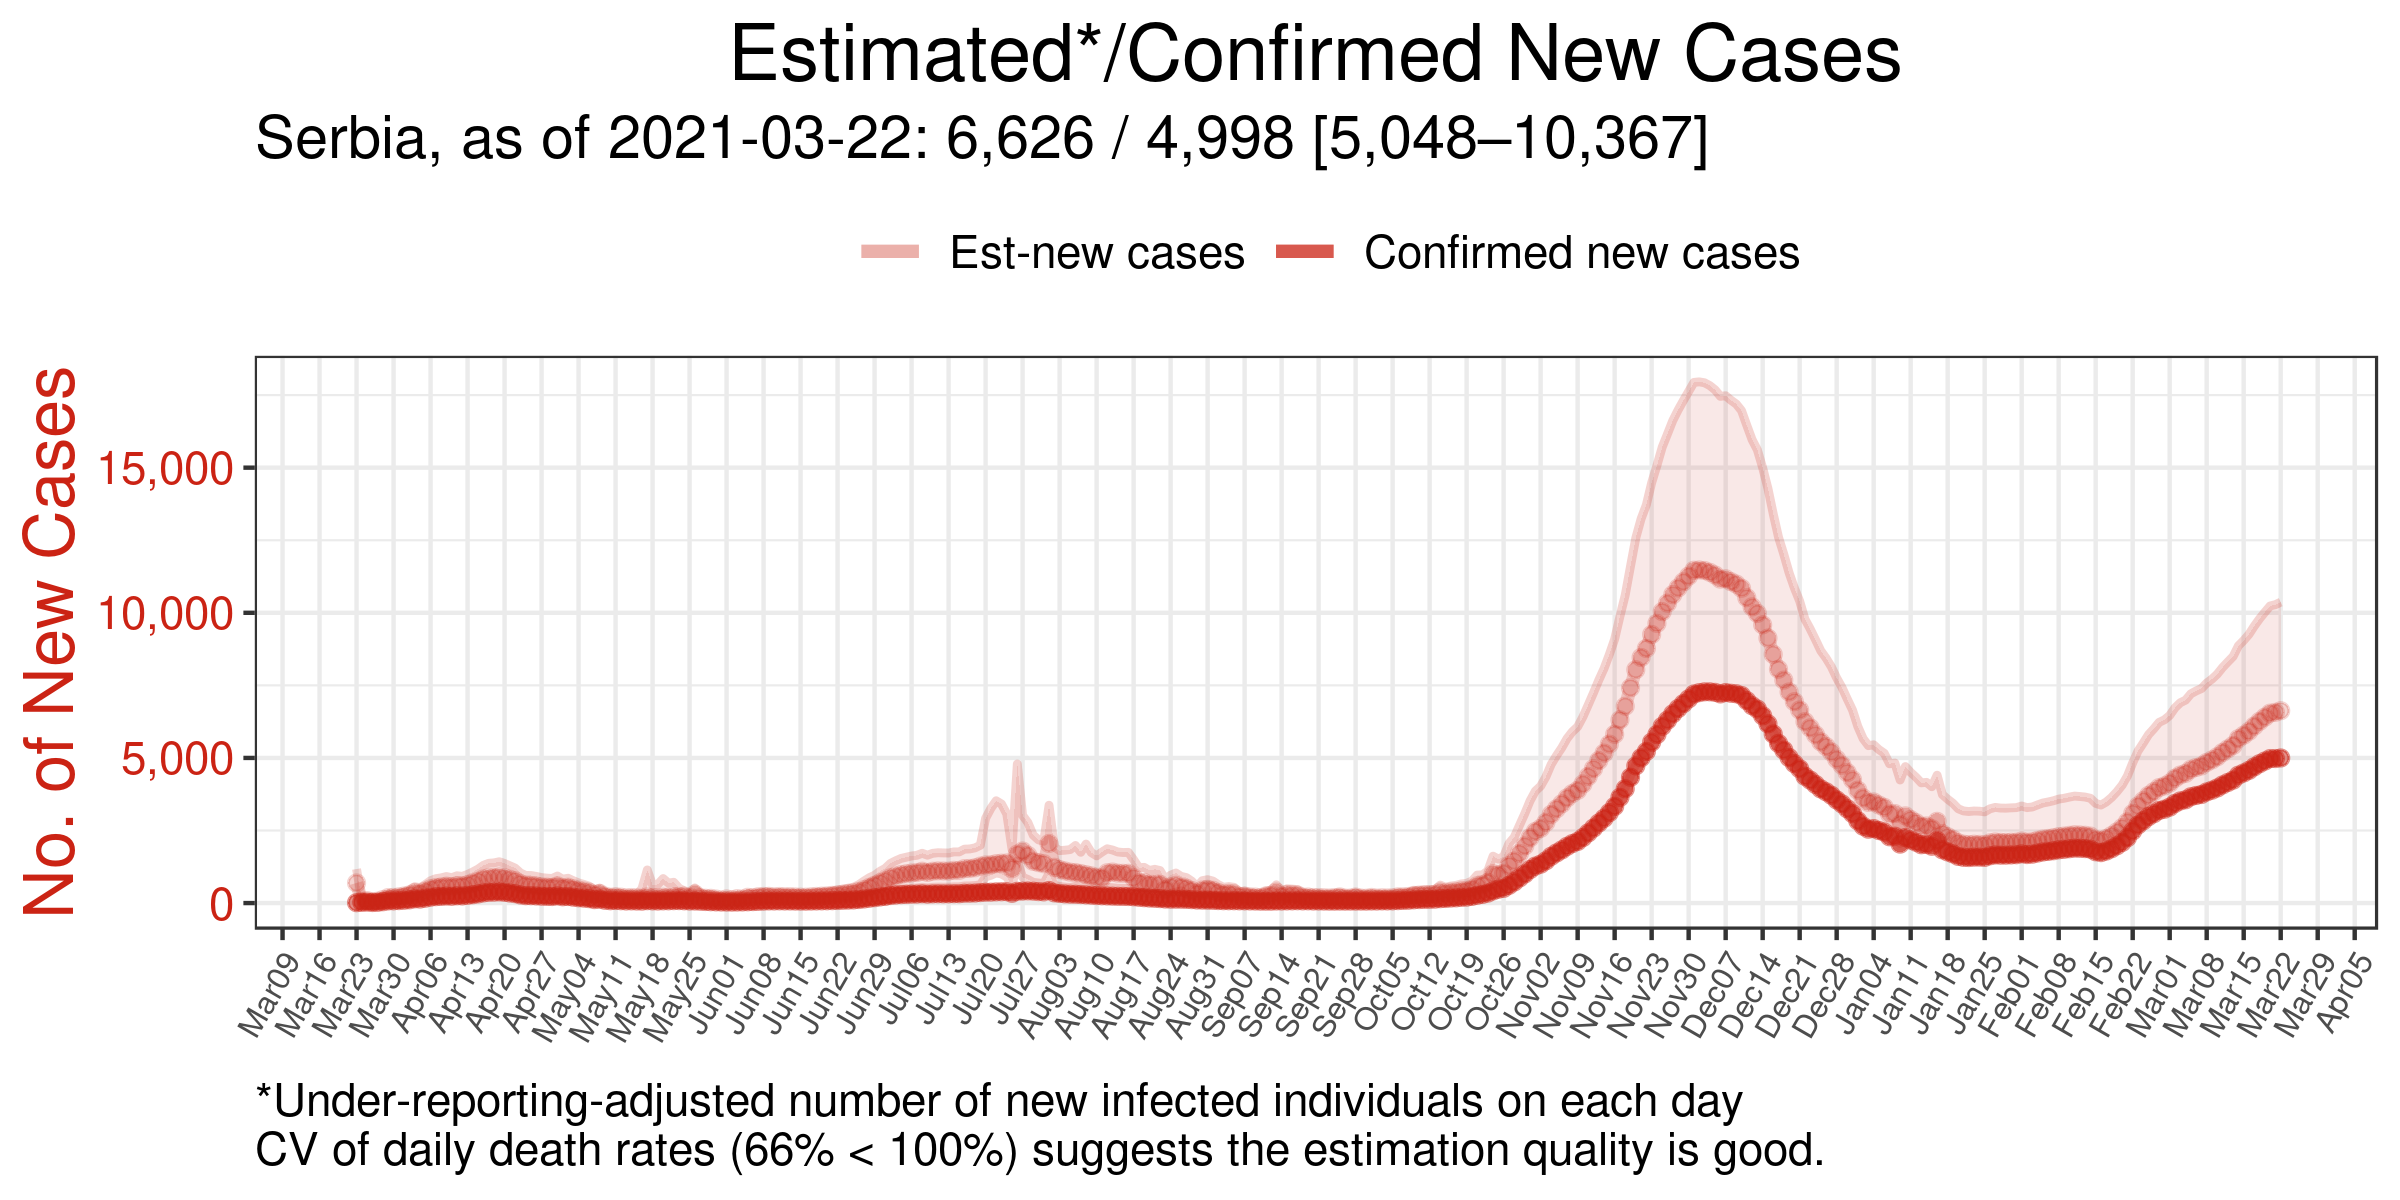 Estimated*/Confirmed New Cases
Serbia, as of 2021-03-22: 6,626 / 4,998 [5,048–10,367]
Est-new cases Confirmed new cases
No. of New Cases
15,000
10,000
5,000
0
Mar09 Mar16 Mar23 Mar30 Apr06 Apr13 Apr20 Apr27 May04 May11 May18 May25 Jun01 Jun08 Jun15 Jun22 Jun29 Jul06 Jul13 Jul20 Jul27 Aug03 Aug10 Aug17 Aug24 Aug31 Sep07 Sep14 Sep21 Sep28 Oct05 Oct12 Oct19 Oct26 Nov02 Nov09 Nov16 Nov23 Nov30 Dec07 Dec14 Dec21 Dec28 Jan04 Jan11 Jan18 Jan25 Feb01 Feb08 Feb15 Feb22 Mar01 Mar08 Mar15 Mar22 Mar29 Apr05
*Under-reporting-adjusted number of new infected individuals on each day
CV of daily death rates (66% < 100%) suggests the estimation quality is good.